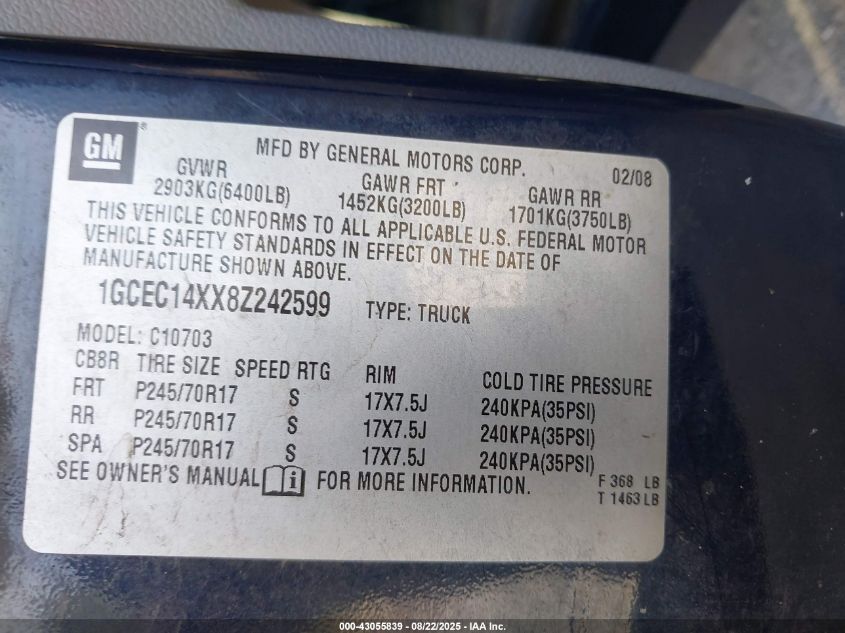 GM
MFD BY GENERAL MOTORS CORP. 02/08
GVWR GAWR FRT GAWR RR
2903KG(6400LB) 1452KG(3200LB) 1701KG(3750LB)
THIS VEHICLE CONFORMS TO ALL APPLICABLE U.S. FEDERAL MOTOR
VEHICLE SAFETY STANDARDS IN EFFECT ON THE DATE OF
MANUFACTURE SHOWN ABOVE.
1GCEC14XX8Z242599 TYPE: TRUCK
MODEL: C10703
CB8R TIRE SIZE SPEED RTG RIM COLD TIRE PRESSURE
FRT P245/70R17 S 17X7.5J 240KPA(35PSI)
RR P245/70R17 S 17X7.5J 240KPA(35PSI)
SPA P245/70R17 S 17X7.5J 240KPA(35PSI)
SEE OWNER'S MANUAL FOR MORE INFORMATION.
F 368 LB
T 1463 LB
000-43055839 - 08/22/2025 - IAA Inc.